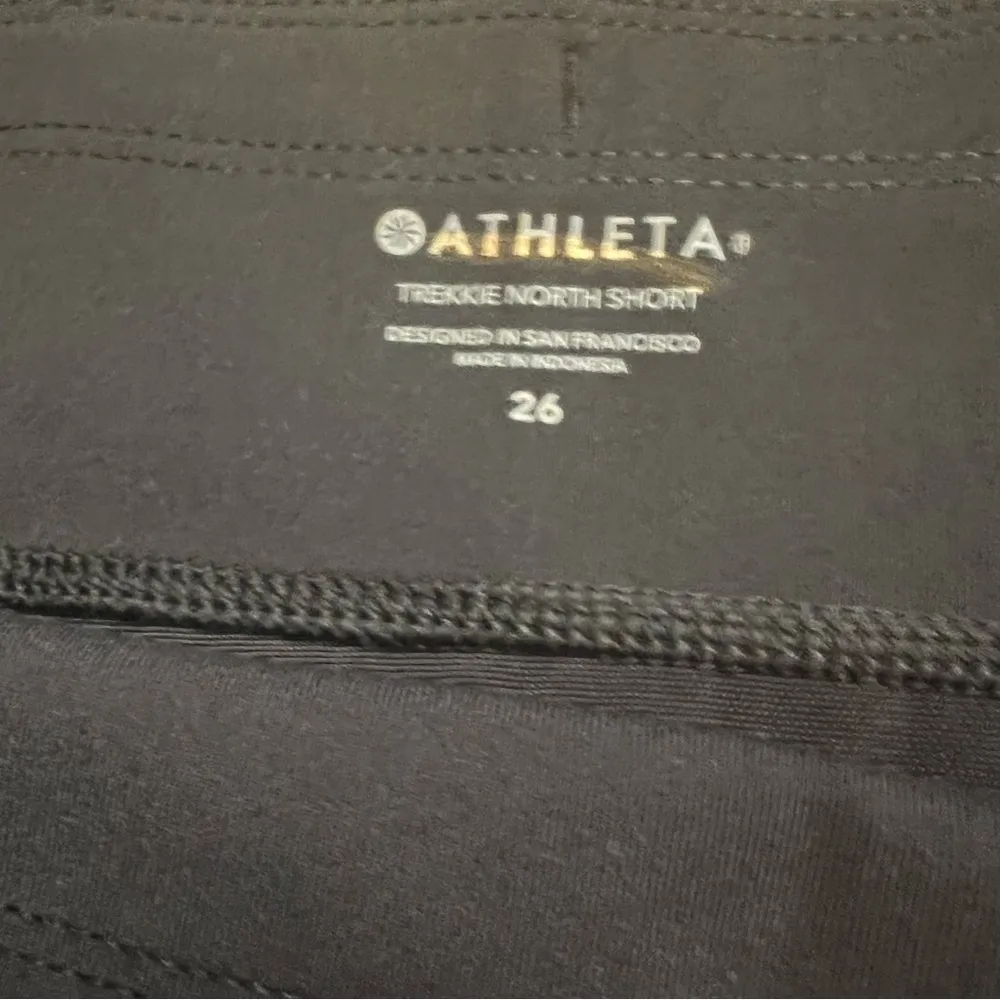 ATHLETA
TREKKIE NORTH SHORT
DESIGNED IN SAN FRANCISCO
MADE IN INDONESIA
26